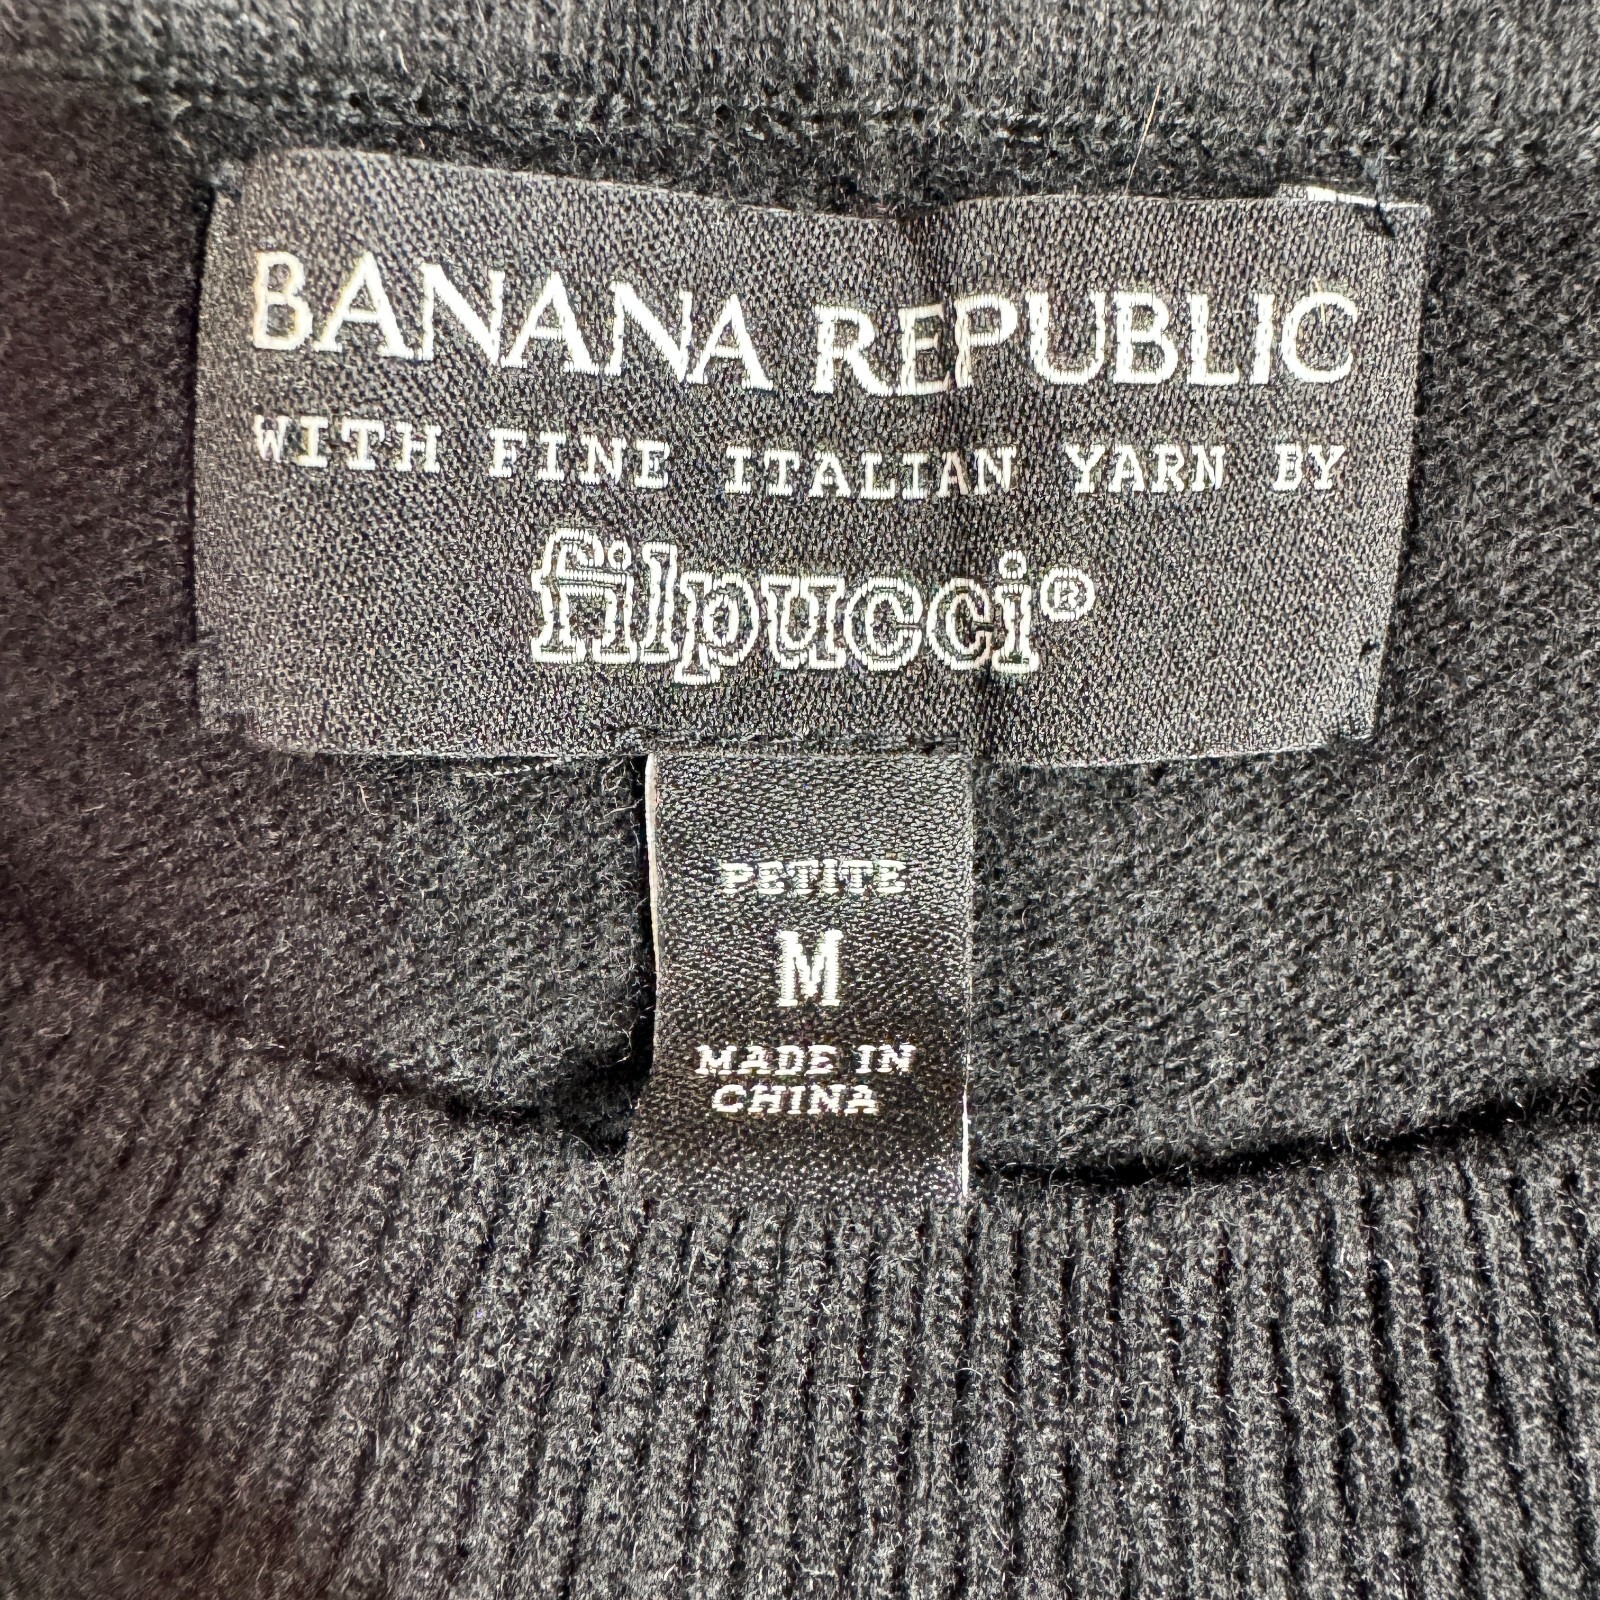 BANANA REPUBLIC
WITH FINE ITALIAN YARN BY
filpucci®
PETITE
M
MADE IN
CHINA